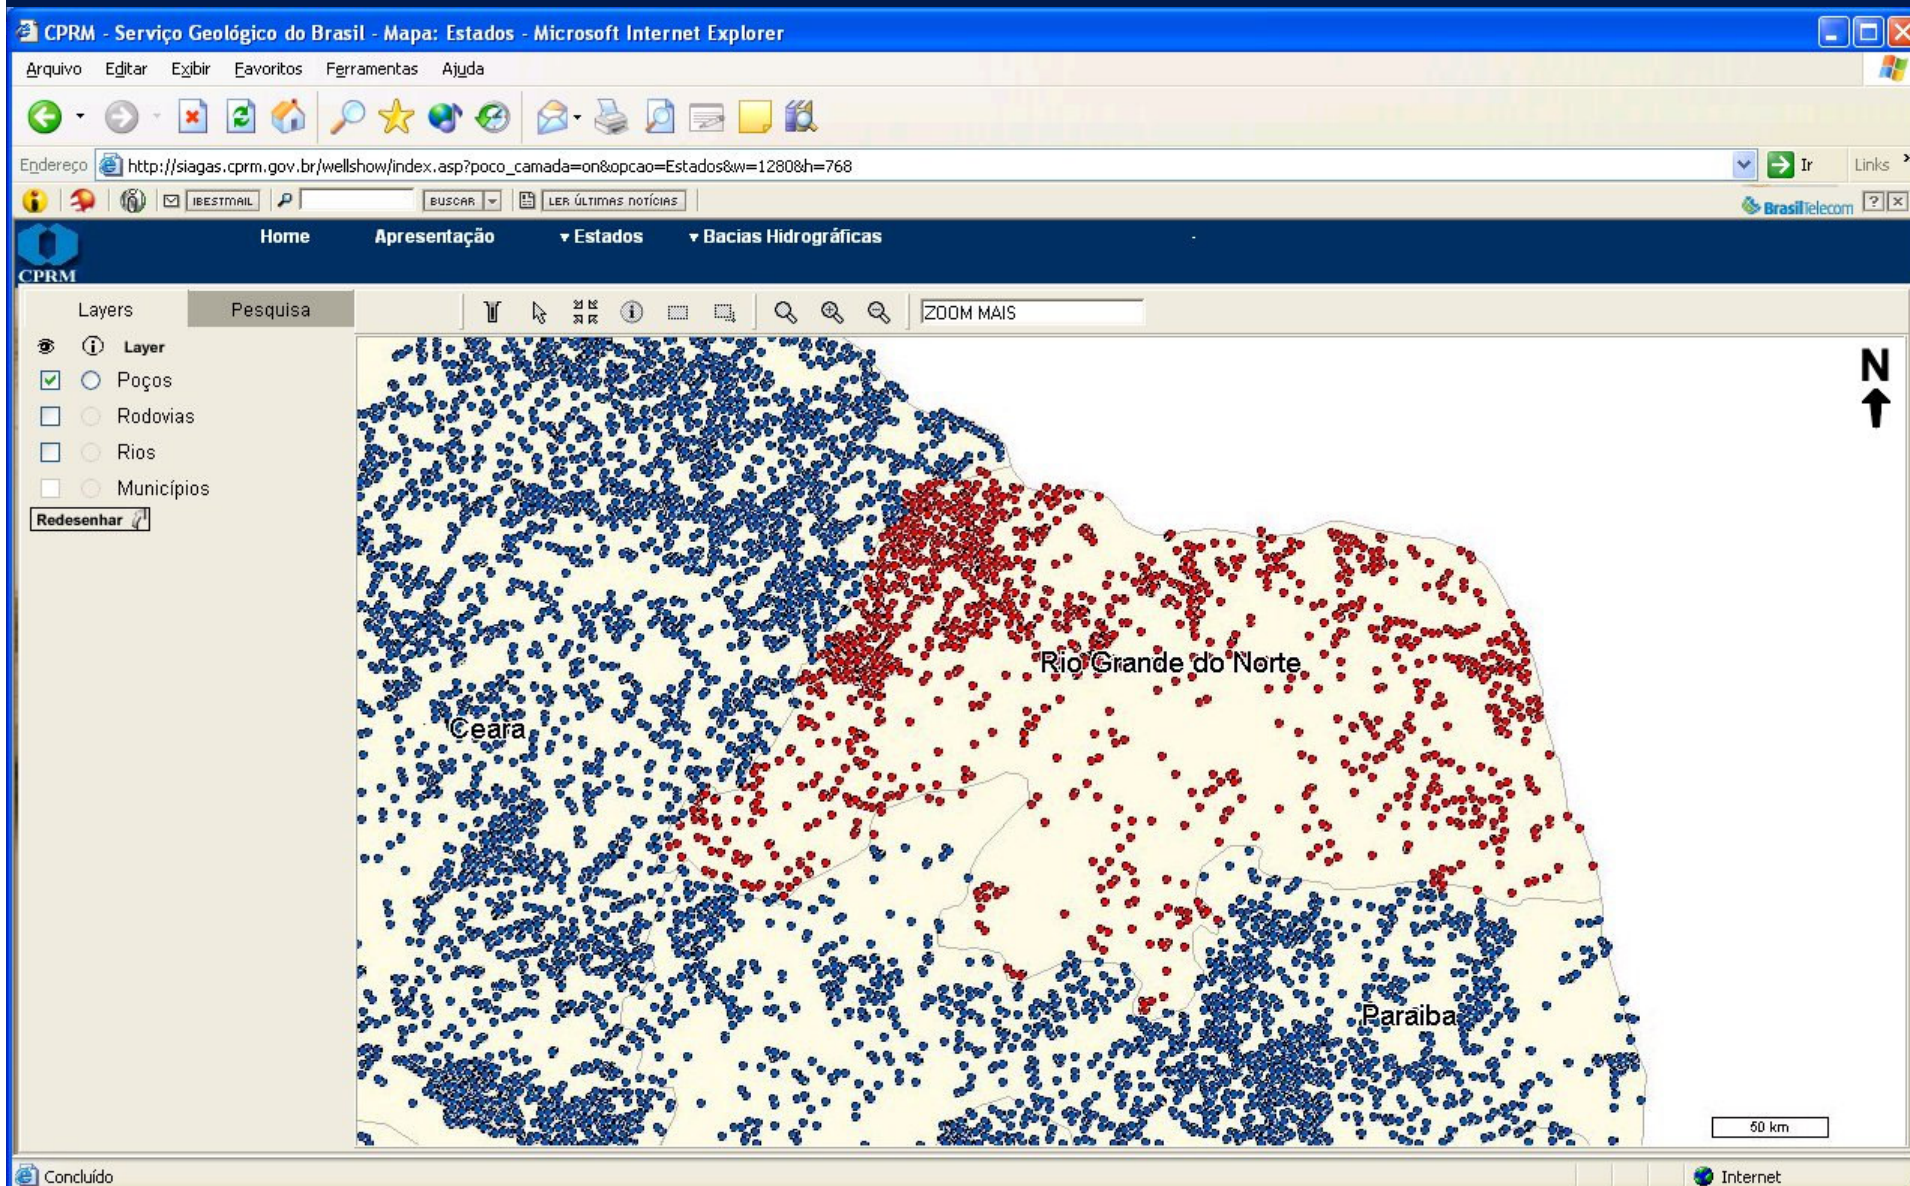 CPRM - Serviço Geológico do Brasil - Mapa: Estados - Microsoft Internet Explorer
Arquivo Editar Exibir Favoritos Ferramentas Ajuda
Endereço http://siagas.cprm.gov.br/wellshow/index.asp?poco_camada=on&opcao=Estados&w=1280&h=768 Ir Links
IBESTMAIL BUSCAR LER ÚLTIMAS NOTÍCIAS BrasilTelecom
CPRM Home Apresentação Estados Bacias Hidrográficas
Layers Pesquisa ZOOM MAIS
Layer
Poços
Rodovias
Rios
Municípios
Redesenhar
N
Rio Grande do Norte
Ceara
Paraiba
50 km
Concluído Internet